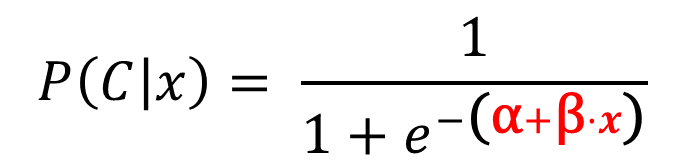 P(C|x) = 1 / 1 + e^−(α+β·x)